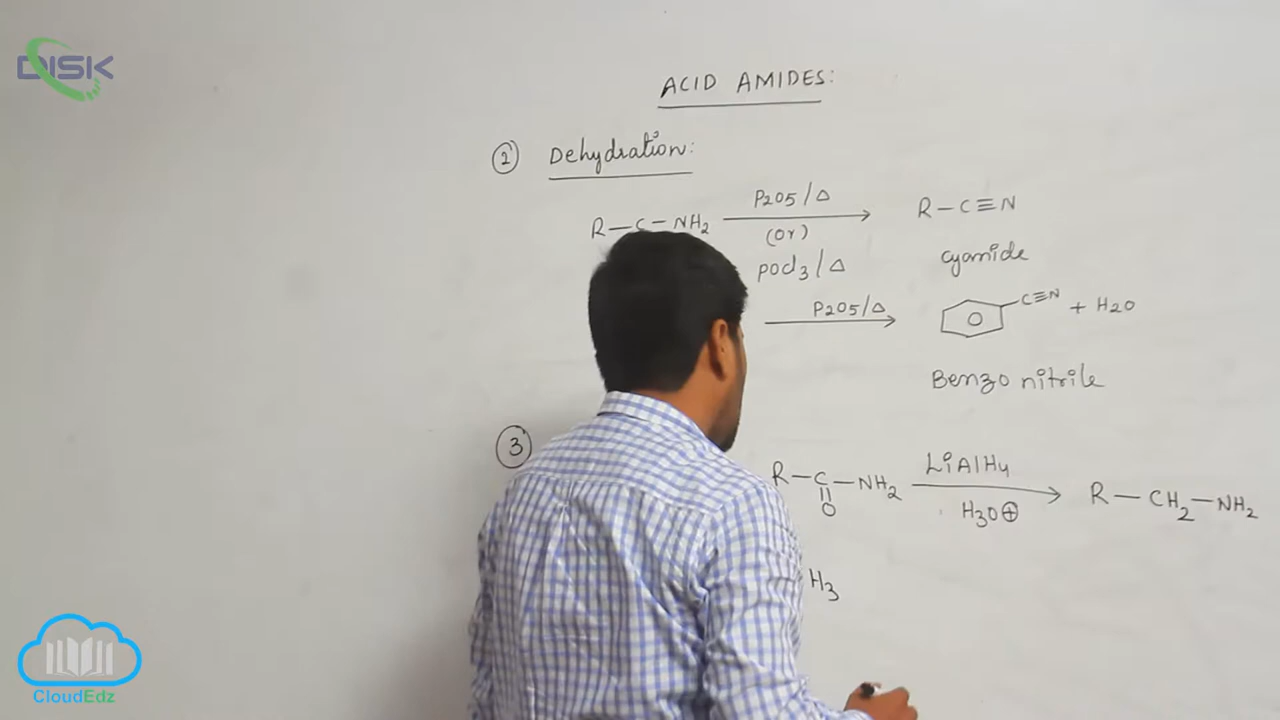 DISK
ACID AMIDES:
② Dehydration:
R-C-NH2 P2O5/Δ R-C≡N
(or)
POCl3/Δ cyanide
P2O5/Δ C≡N + H2O
Benzo nitrile
③ R-C-NH2 LiAlH4 R-CH2-NH2
O H3O⊕
H3
CloudEdz